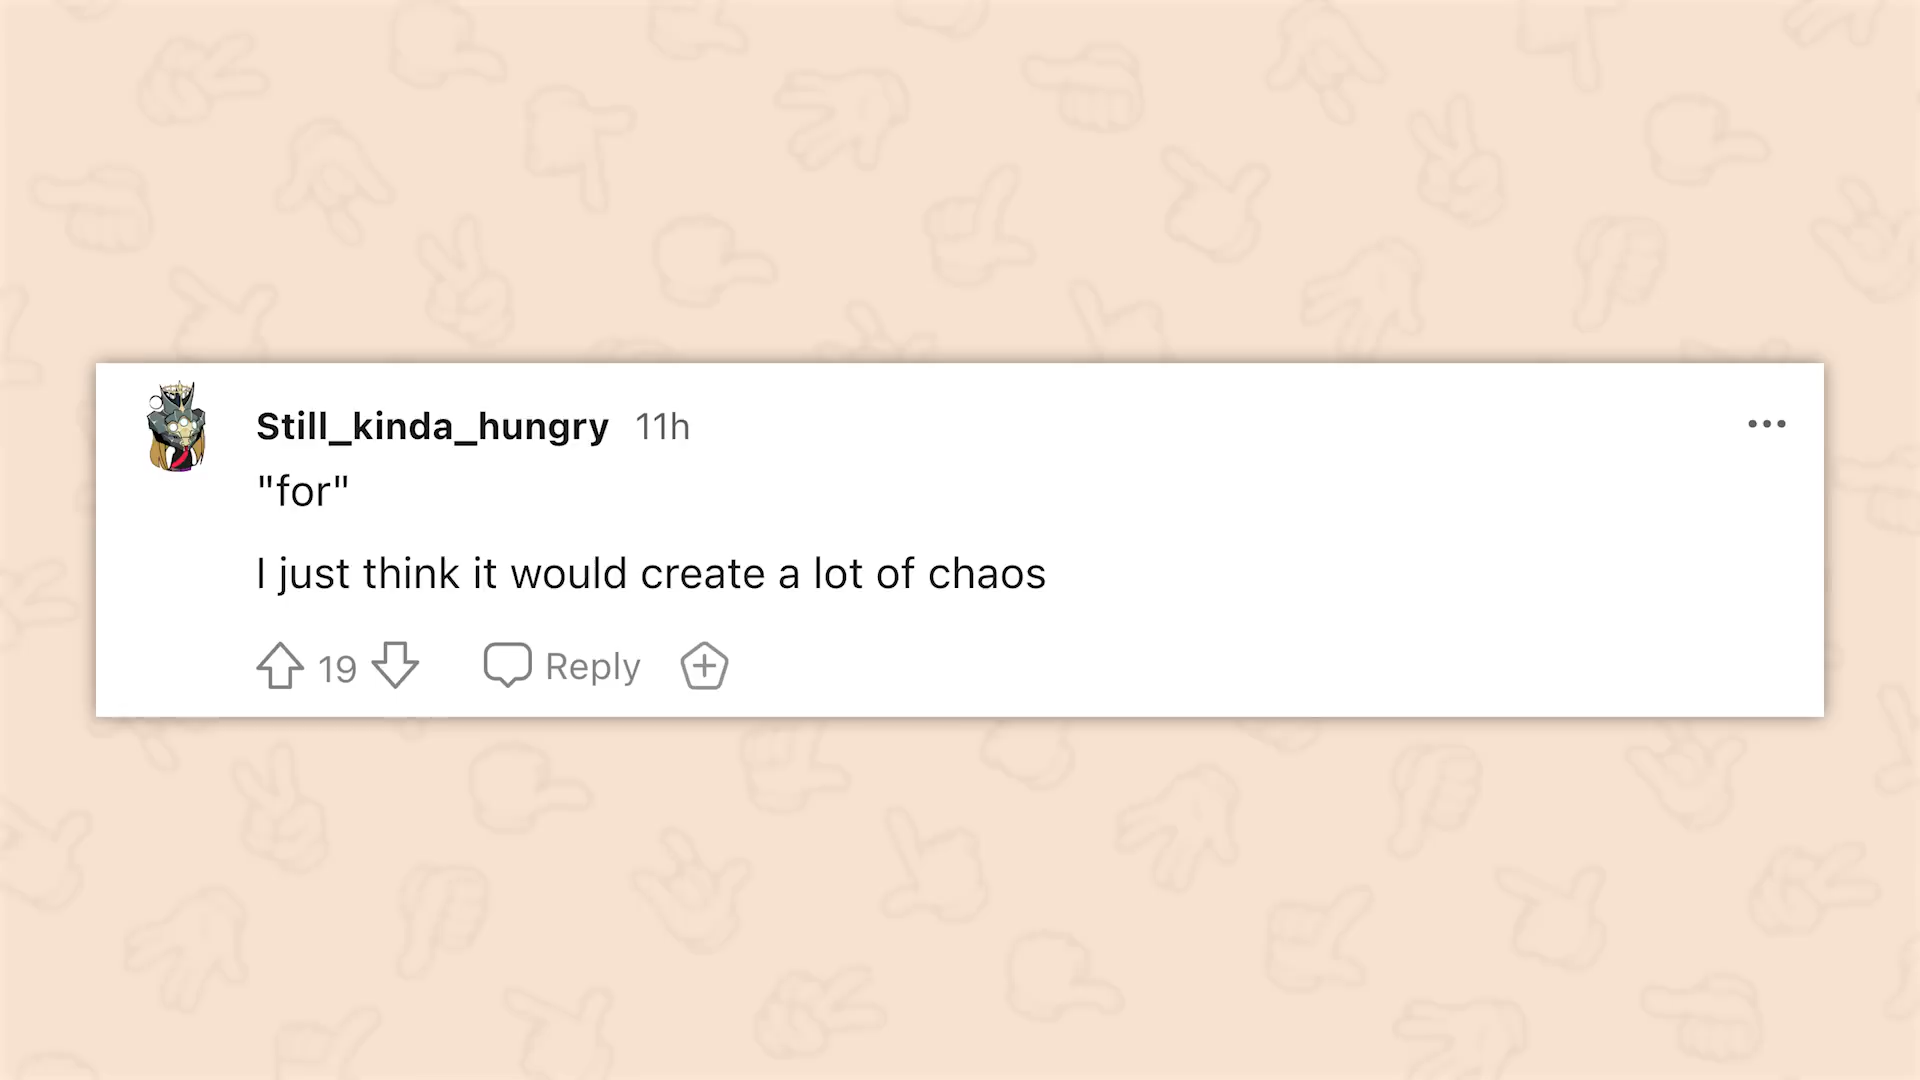 Still_kinda_hungry 11h
"for"
I just think it would create a lot of chaos
19 Reply